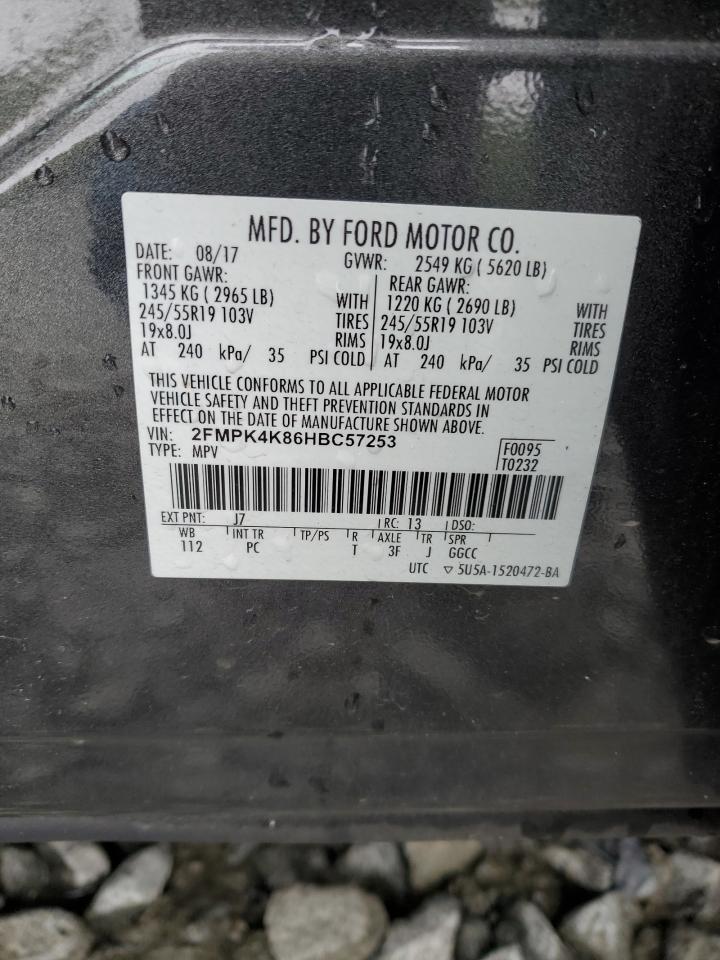 MFD. BY FORD MOTOR CO.
DATE: 08/17 GVWR: 2549 KG ( 5620 LB)
FRONT GAWR: REAR GAWR:
1345 KG ( 2965 LB) WITH 1220 KG ( 2690 LB) WITH
245/55R19 103V TIRES 245/55R19 103V TIRES
19x8.0J RIMS 19x8.0J RIMS
AT 240 kPa/ 35 PSI COLD AT 240 kPa/ 35 PSI COLD
THIS VEHICLE CONFORMS TO ALL APPLICABLE FEDERAL MOTOR
VEHICLE SAFETY AND THEFT PREVENTION STANDARDS IN
EFFECT ON THE DATE OF MANUFACTURE SHOWN ABOVE.
VIN: 2FMPK4K86HBC57253 F0095
TYPE: MPV T0232
EXT PNT: J7 RC: 13 DSO:
WB INT TR TP/PS R AXLE TR SPR
112 PC T 3F J GGCC
UTC ▽ 5U5A-1520472-BA